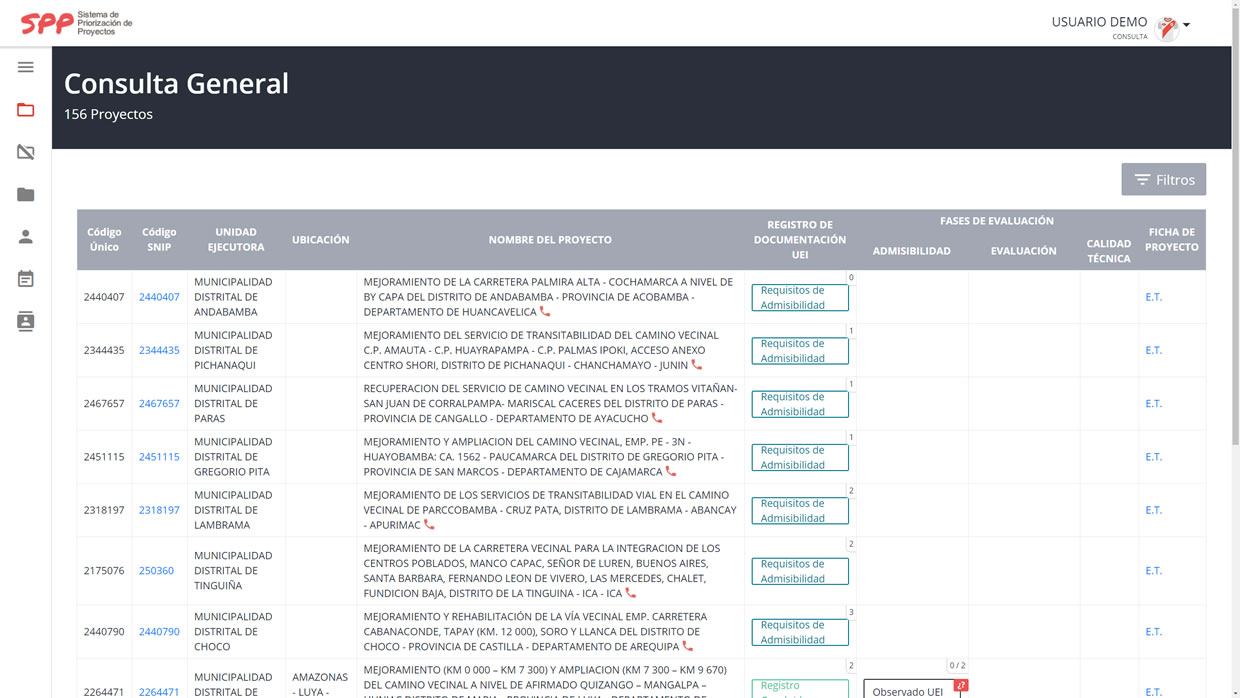 SPP Sistema de
Priorización de
Proyectos
USUARIO DEMO
CONSULTA
Consulta General
156 Proyectos
Filtros
Código
Único
Código
SNIP
UNIDAD
EJECUTORA
UBICACIÓN
NOMBRE DEL PROYECTO
REGISTRO DE
DOCUMENTACIÓN
UEI
FASES DE EVALUACIÓN
ADMISIBILIDAD
EVALUACIÓN
CALIDAD
TÉCNICA
FICHA DE
PROYECTO
2440407
2440407
MUNICIPALIDAD
DISTRITAL DE
ANDABAMBA
MEJORAMIENTO DE LA CARRETERA PALMIRA ALTA - COCHAMARCA A NIVEL DE
BY CAPA DEL DISTRITO DE ANDABAMBA - PROVINCIA DE ACOBAMBA -
DEPARTAMENTO DE HUANCAVELICA
0
Requisitos de
Admisibilidad
E.T.
2344435
2344435
MUNICIPALIDAD
DISTRITAL DE
PICHANAQUI
MEJORAMIENTO DEL SERVICIO DE TRANSITABILIDAD DEL CAMINO VECINAL
C.P. AMAUTA - C.P. HUAYRAPAMPA - C.P. PALMAS IPOKI, ACCESO ANEXO
CENTRO SHORI, DISTRITO DE PICHANAQUI - CHANCHAMAYO - JUNIN
1
Requisitos de
Admisibilidad
E.T.
2467657
2467657
MUNICIPALIDAD
DISTRITAL DE
PARAS
RECUPERACION DEL SERVICIO DE CAMINO VECINAL EN LOS TRAMOS VITAÑAN-
SAN JUAN DE CORRALPAMPA- MARISCAL CACERES DEL DISTRITO DE PARAS -
PROVINCIA DE CANGALLO - DEPARTAMENTO DE AYACUCHO
1
Requisitos de
Admisibilidad
E.T.
2451115
2451115
MUNICIPALIDAD
DISTRITAL DE
GREGORIO PITA
MEJORAMIENTO Y AMPLIACION DEL CAMINO VECINAL, EMP. PE - 3N -
HUAYOBAMBA: CA. 1562 - PAUCAMARCA DEL DISTRITO DE GREGORIO PITA -
PROVINCIA DE SAN MARCOS - DEPARTAMENTO DE CAJAMARCA
1
Requisitos de
Admisibilidad
E.T.
2318197
2318197
MUNICIPALIDAD
DISTRITAL DE
LAMBRAMA
MEJORAMIENTO DE LOS SERVICIOS DE TRANSITABILIDAD VIAL EN EL CAMINO
VECINAL DE PARCCOBAMBA - CRUZ PATA, DISTRITO DE LAMBRAMA - ABANCAY
- APURIMAC
2
Requisitos de
Admisibilidad
E.T.
2175076
250360
MUNICIPALIDAD
DISTRITAL DE
TINGUIÑA
MEJORAMIENTO DE LA CARRETERA VECINAL PARA LA INTEGRACION DE LOS
CENTROS POBLADOS, MANCO CAPAC, SEÑOR DE LUREN, BUENOS AIRES,
SANTA BARBARA, FERNANDO LEON DE VIVERO, LAS MERCEDES, CHALET,
FUNDICION BAJA, DISTRITO DE LA TINGUINA - ICA - ICA
2
Requisitos de
Admisibilidad
E.T.
2440790
2440790
MUNICIPALIDAD
DISTRITAL DE
CHOCO
MEJORAMIENTO Y REHABILITACIÓN DE LA VÍA VECINAL EMP. CARRETERA
CABANACONDE, TAPAY (KM. 12 000), SORO Y LLANCA DEL DISTRITO DE
CHOCO - PROVINCIA DE CASTILLA - DEPARTAMENTO DE AREQUIPA
3
Requisitos de
Admisibilidad
E.T.
2264471
2264471
MUNICIPALIDAD
DISTRITAL DE
AMAZONAS
- LUYA -
MEJORAMIENTO (KM 0 000 – KM 7 300) Y AMPLIACION (KM 7 300 – KM 9 670)
DEL CAMINO VECINAL A NIVEL DE AFIRMADO QUIZANGO – MANGALPA –
2
Registro
0 / 2
Observado UEI
E.T.